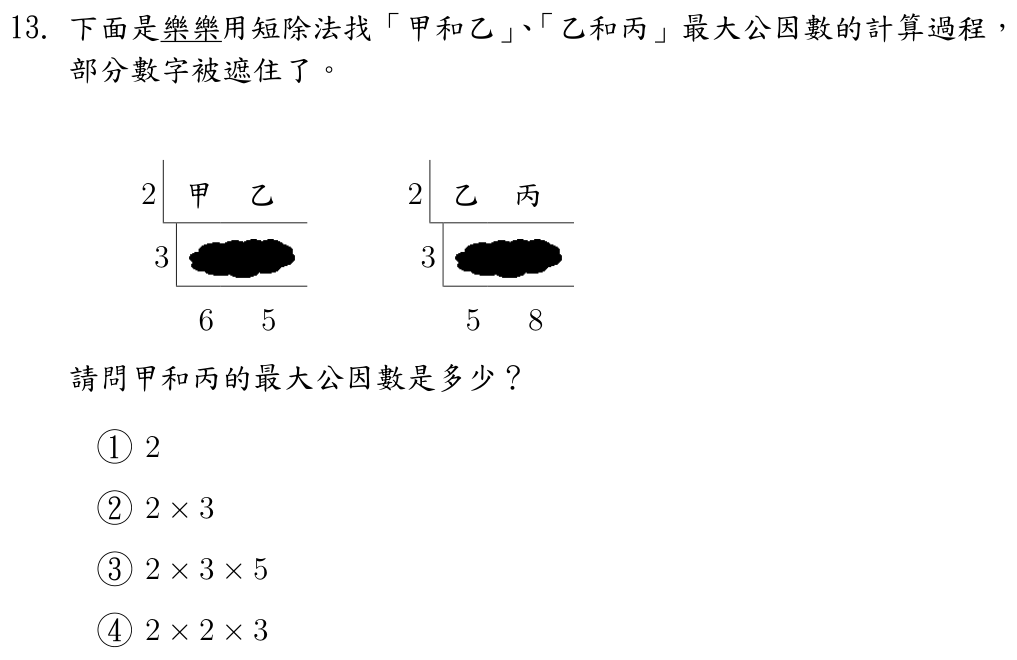 13. 下面是樂樂用短除法找「甲和乙」、「乙和丙」最大公因數的計算過程，
部分數字被遮住了。
2 甲 乙
3
6 5
2 乙 丙
3
5 8
請問甲和丙的最大公因數是多少？
① 2
② 2 × 3
③ 2 × 3 × 5
④ 2 × 2 × 3